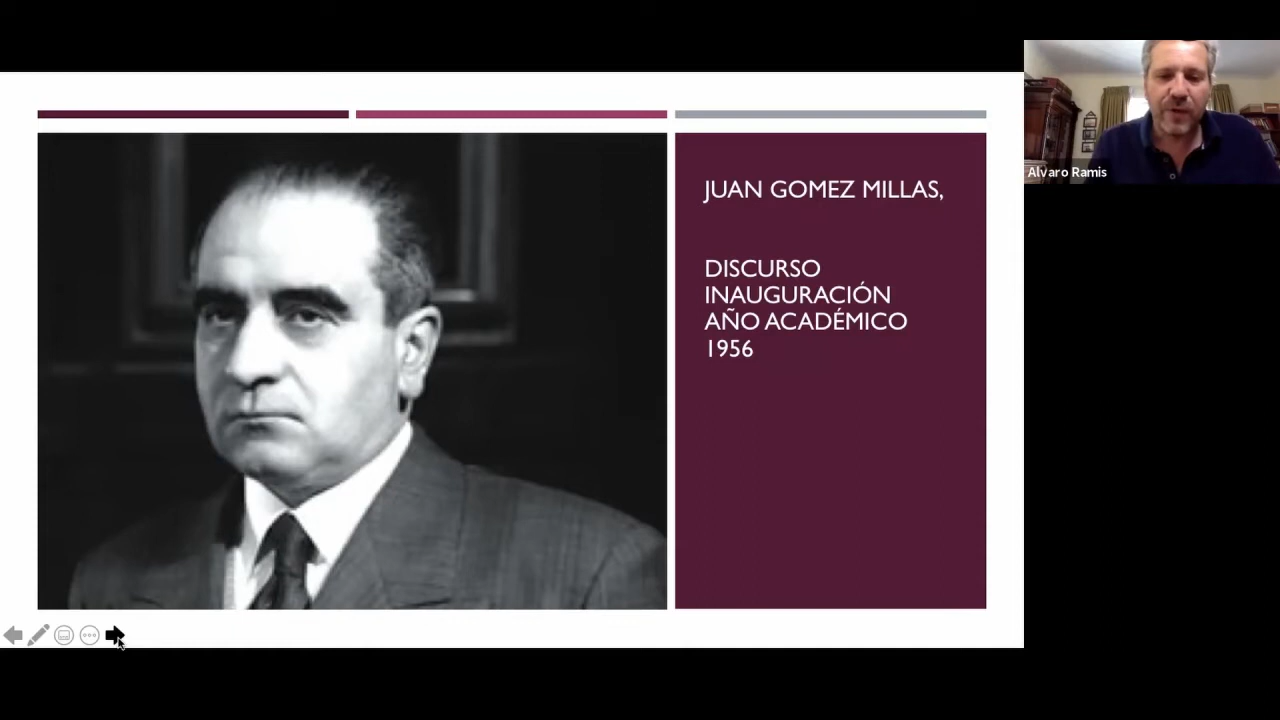 JUAN GOMEZ MILLAS,
DISCURSO
INAUGURACIÓN
AÑO ACADÉMICO
1956
Alvaro Ramis